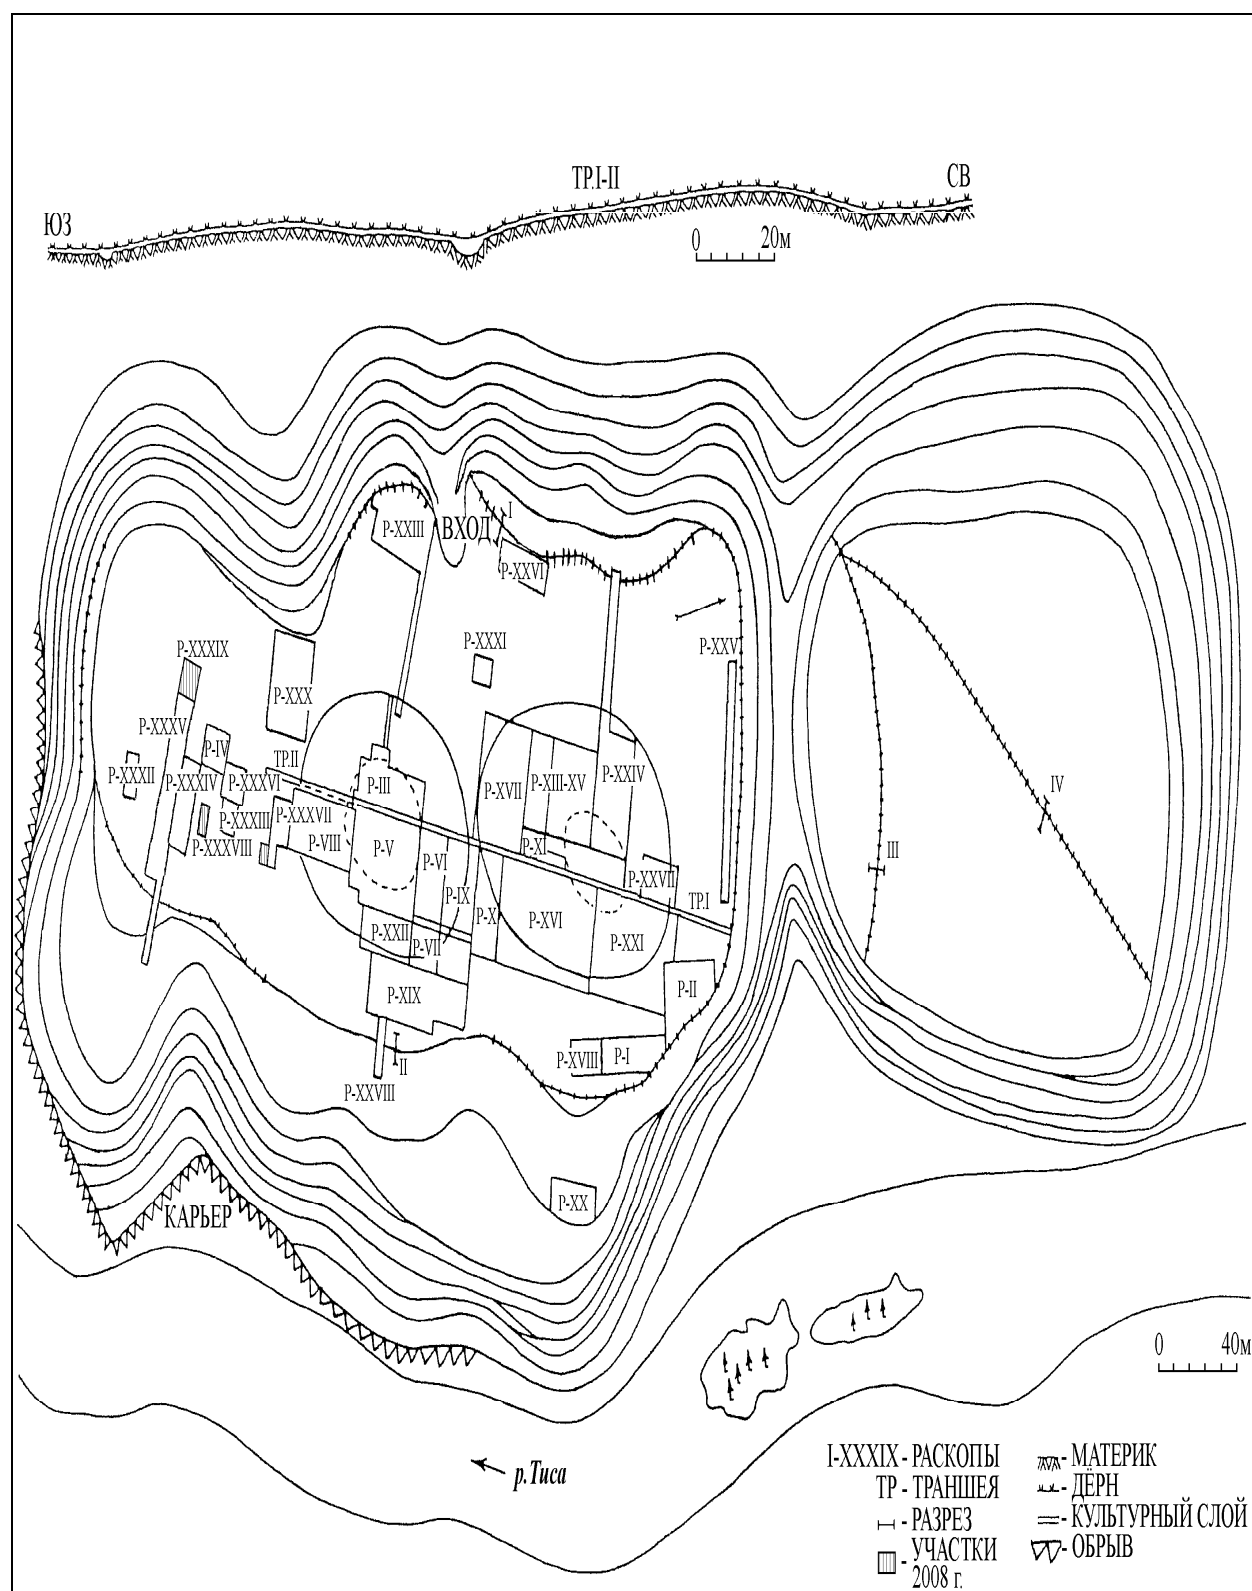 ТР.I-II
СВ
ЮЗ
0 20м
I
ВХОД
Р-XXIII
Р-XXVI
Р-XXXI
Р-XXV
Р-XXXIX
Р-XXX
Р-XXXV
Р-IV
ТР.II
Р-XXXII
Р-XXXIV
Р-XXXVI
Р-III
Р-XVII
Р-XIII-XV
Р-XXIV
IV
Р-XXXIII
Р-XXXVII
Р-XXXVIII
Р-VIII
Р-V
Р-VI
Р-XI
III
Р-IX
Р-XXVII
ТР.I
Р-X
Р-XVI
Р-XXII
Р-VII
Р-XXI
Р-XIX
Р-II
II
Р-XVIII
Р-I
Р-XXVIII
Р-XX
КАРЬЕР
0 40м
р.Тиса
I-XXXIX - РАСКОПЫ
ТР - ТРАНШЕЯ
- РАЗРЕЗ
- УЧАСТКИ
2008 г.
- МАТЕРИК
- ДЁРН
- КУЛЬТУРНЫЙ СЛОЙ
- ОБРЫВ